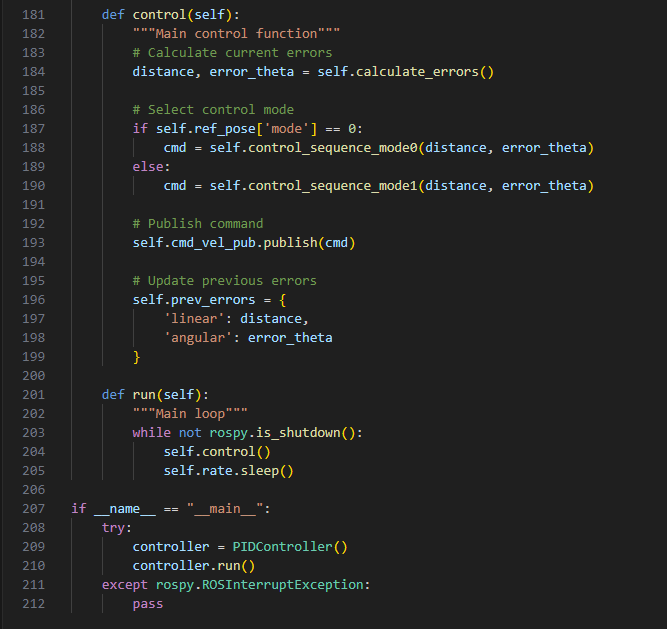 181     def control(self):
182         """Main control function"""
183         # Calculate current errors
184         distance, error_theta = self.calculate_errors()
185
186         # Select control mode
187         if self.ref_pose['mode'] == 0:
188             cmd = self.control_sequence_mode0(distance, error_theta)
189         else:
190             cmd = self.control_sequence_mode1(distance, error_theta)
191
192         # Publish command
193         self.cmd_vel_pub.publish(cmd)
194
195         # Update previous errors
196         self.prev_errors = {
197             'linear': distance,
198             'angular': error_theta
199         }
200
201     def run(self):
202         """Main loop"""
203         while not rospy.is_shutdown():
204             self.control()
205             self.rate.sleep()
206
207 if __name__ == "__main__":
208     try:
209         controller = PIDController()
210         controller.run()
211     except rospy.ROSInterruptException:
212         pass